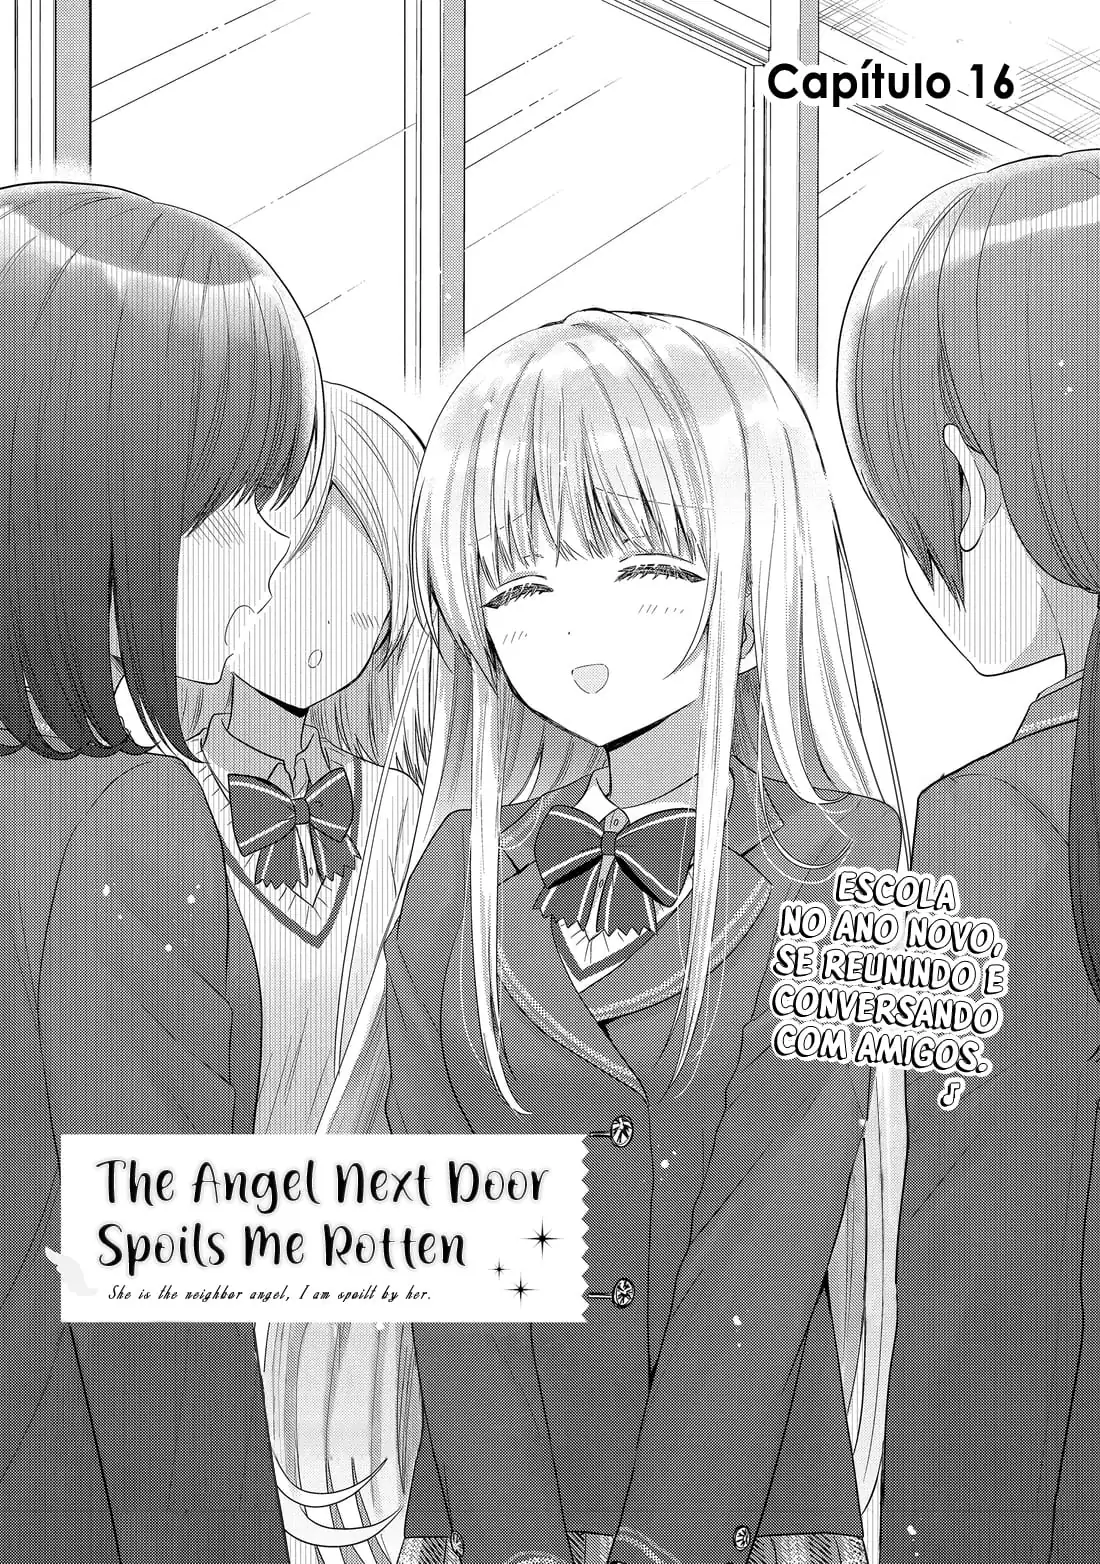 Capítulo 16
ESCOLA
NO ANO NOVO,
SE REUNINDO E
CONVERSANDO
COM AMIGOS.
♪
The Angel Next Door
Spoils Me Rotten
She is the neighbor angel, I am spoilt by her.